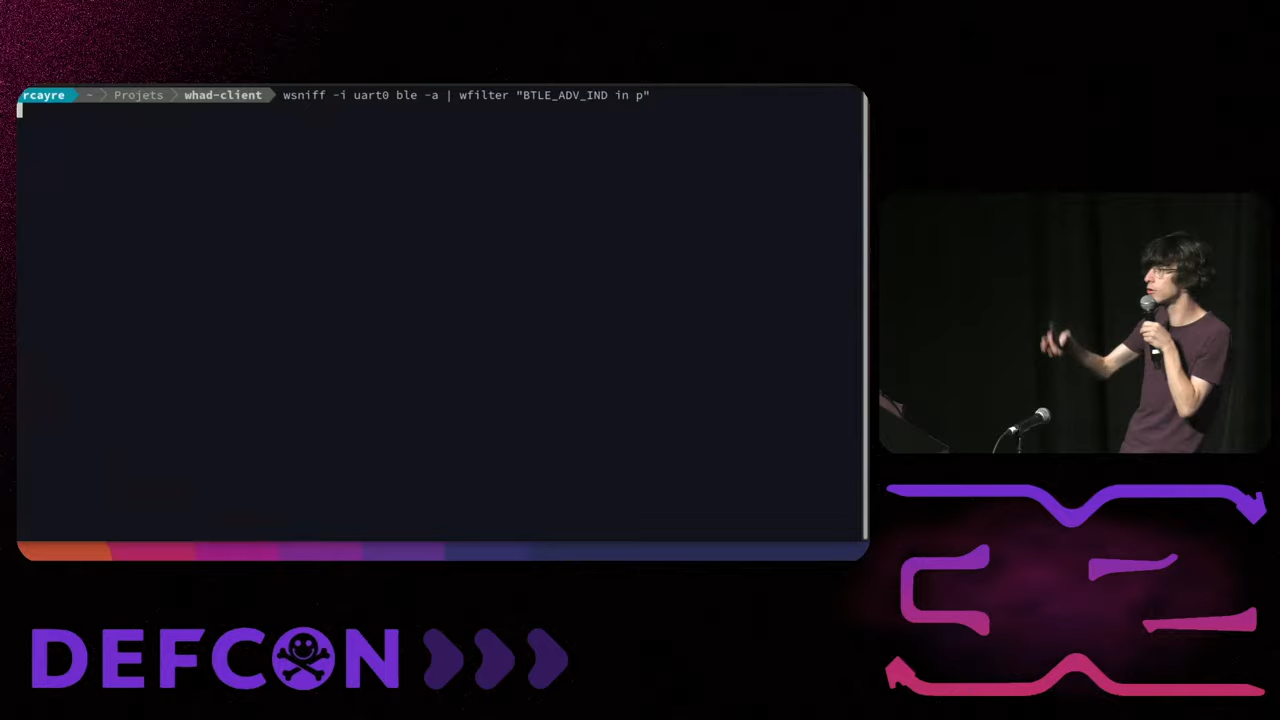 rcayre ~ Projets whad-client wsniff -i uart0 ble -a | wfilter "BTLE_ADV_IND in p"
DEFCON